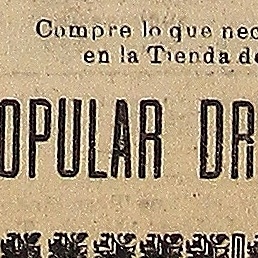 Compre lo que nec
en la Tienda de
OPULAR DR